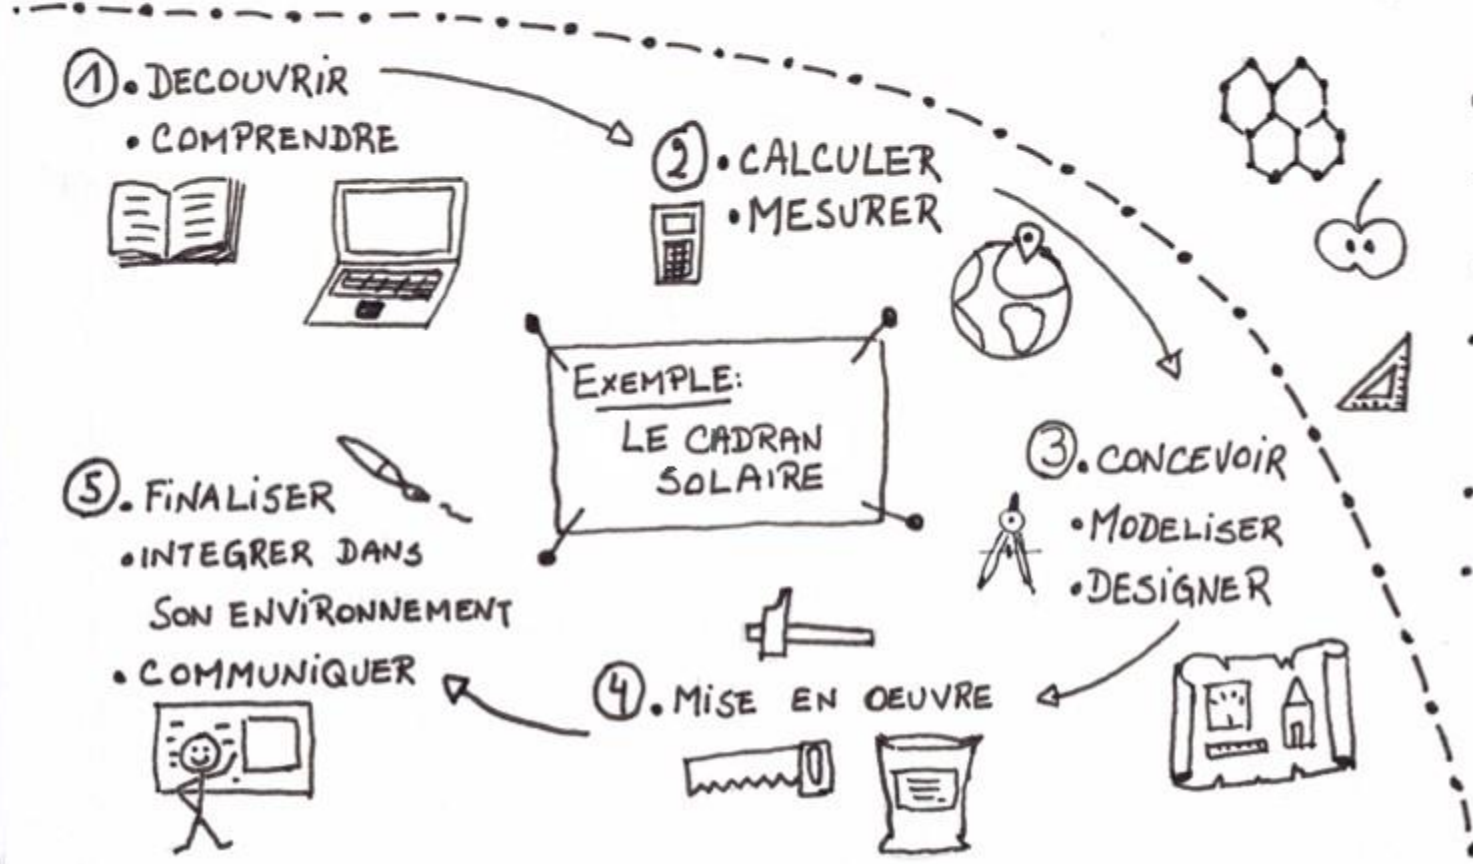 1 • DECOUVRIR
• COMPRENDRE
2 • CALCULER
• MESURER
EXEMPLE:
LE CADRAN
SOLAIRE
3 • CONCEVOIR
• MODELISER
• DESIGNER
4 • MISE EN OEUVRE
5 • FINALISER
• INTEGRER DANS
SON ENVIRONNEMENT
• COMMUNIQUER